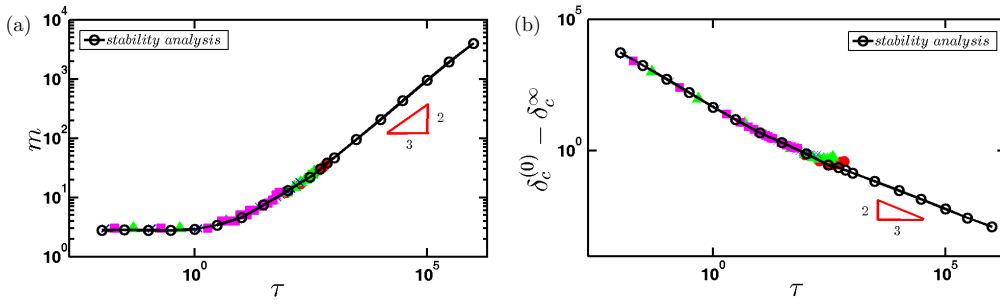 (a)
10^4
10^3
10^2
10^1
10^0
m
stability analysis
2
3
10^0
10^5
τ
(b)
10^5
10^0
δ_c^(0) − δ_c^∞
stability analysis
2
3
10^0
10^5
τ